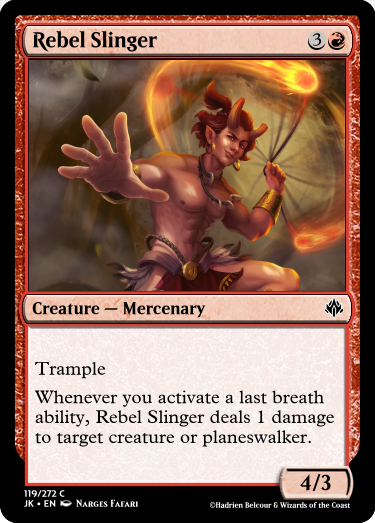 Rebel Slinger 3
Creature — Mercenary
Trample
Whenever you activate a last breath
ability, Rebel Slinger deals 1 damage
to target creature or planeswalker.
4/3
119/272 C
JK • EN Narges Fafari
©Hadrien Belcour & Wizards of the Coast